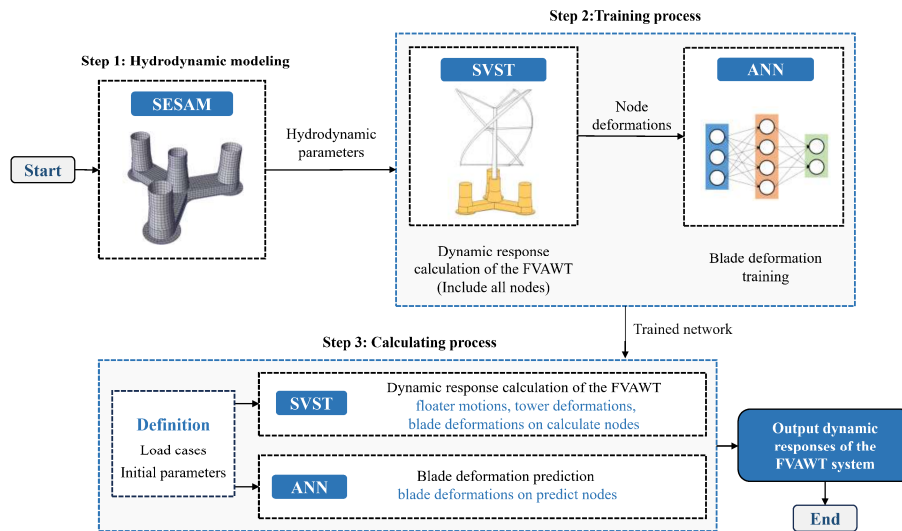 Step 2:Training process
Step 1: Hydrodynamic modeling
SESAM
Start
Hydrodynamic
parameters
SVST
Node
deformations
ANN
Dynamic response
calculation of the FVAWT
(Include all nodes)
Blade deformation
training
Trained network
Step 3: Calculating process
Definition
Load cases
Initial parameters
SVST
Dynamic response calculation of the FVAWT
floater motions, tower deformations,
blade deformations on calculate nodes
ANN
Blade deformation prediction
blade deformations on predict nodes
Output dynamic
responses of the
FVAWT system
End